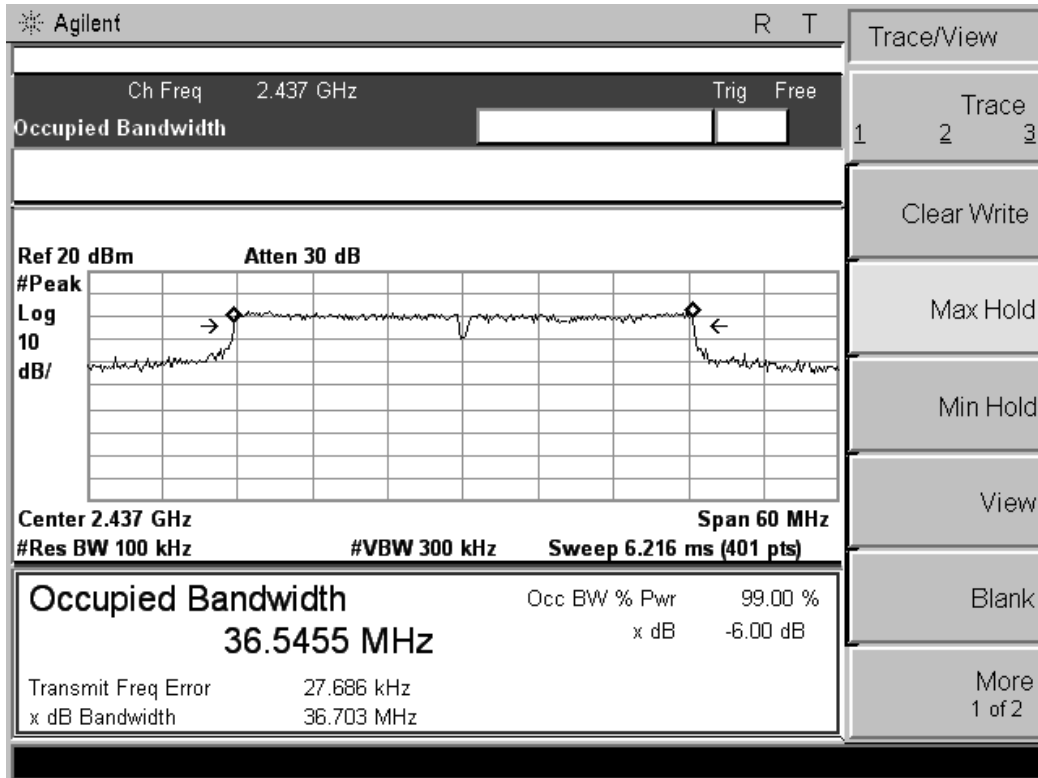 Agilent R T
Ch Freq 2.437 GHz Trig Free
Occupied Bandwidth
Ref 20 dBm Atten 30 dB
#Peak
Log
10
dB/
Center 2.437 GHz Span 60 MHz
#Res BW 100 kHz #VBW 300 kHz Sweep 6.216 ms (401 pts)
Occupied Bandwidth
36.5455 MHz
Occ BW % Pwr 99.00 %
x dB -6.00 dB
Transmit Freq Error 27.686 kHz
x dB Bandwidth 36.703 MHz
Trace/View
Trace
1 2 3
Clear Write
Max Hold
Min Hold
View
Blank
More
1 of 2